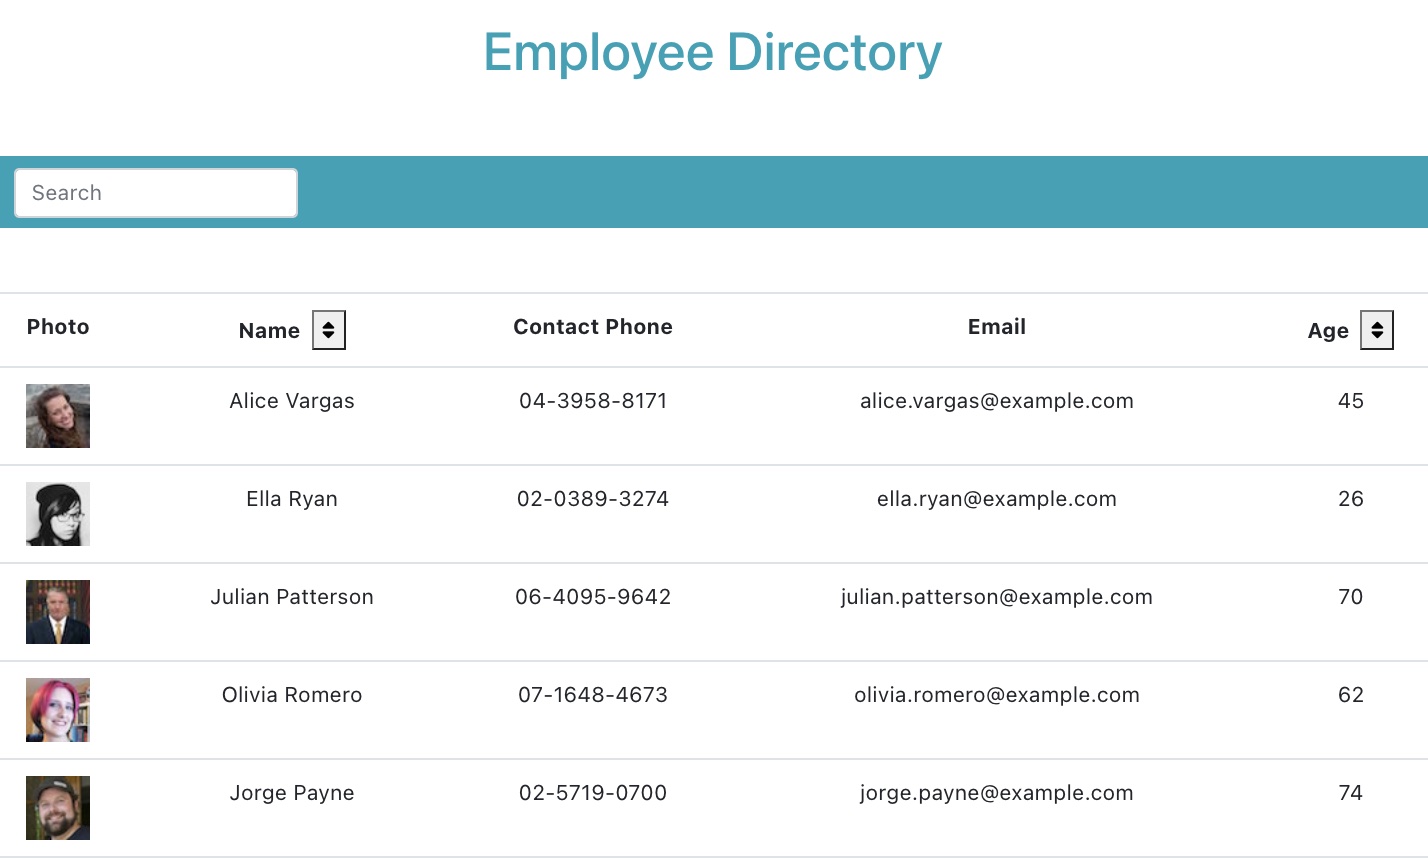 Employee Directory
Search
Photo Name Contact Phone Email Age
Alice Vargas 04-3958-8171 alice.vargas@example.com 45
Ella Ryan 02-0389-3274 ella.ryan@example.com 26
Julian Patterson 06-4095-9642 julian.patterson@example.com 70
Olivia Romero 07-1648-4673 olivia.romero@example.com 62
Jorge Payne 02-5719-0700 jorge.payne@example.com 74